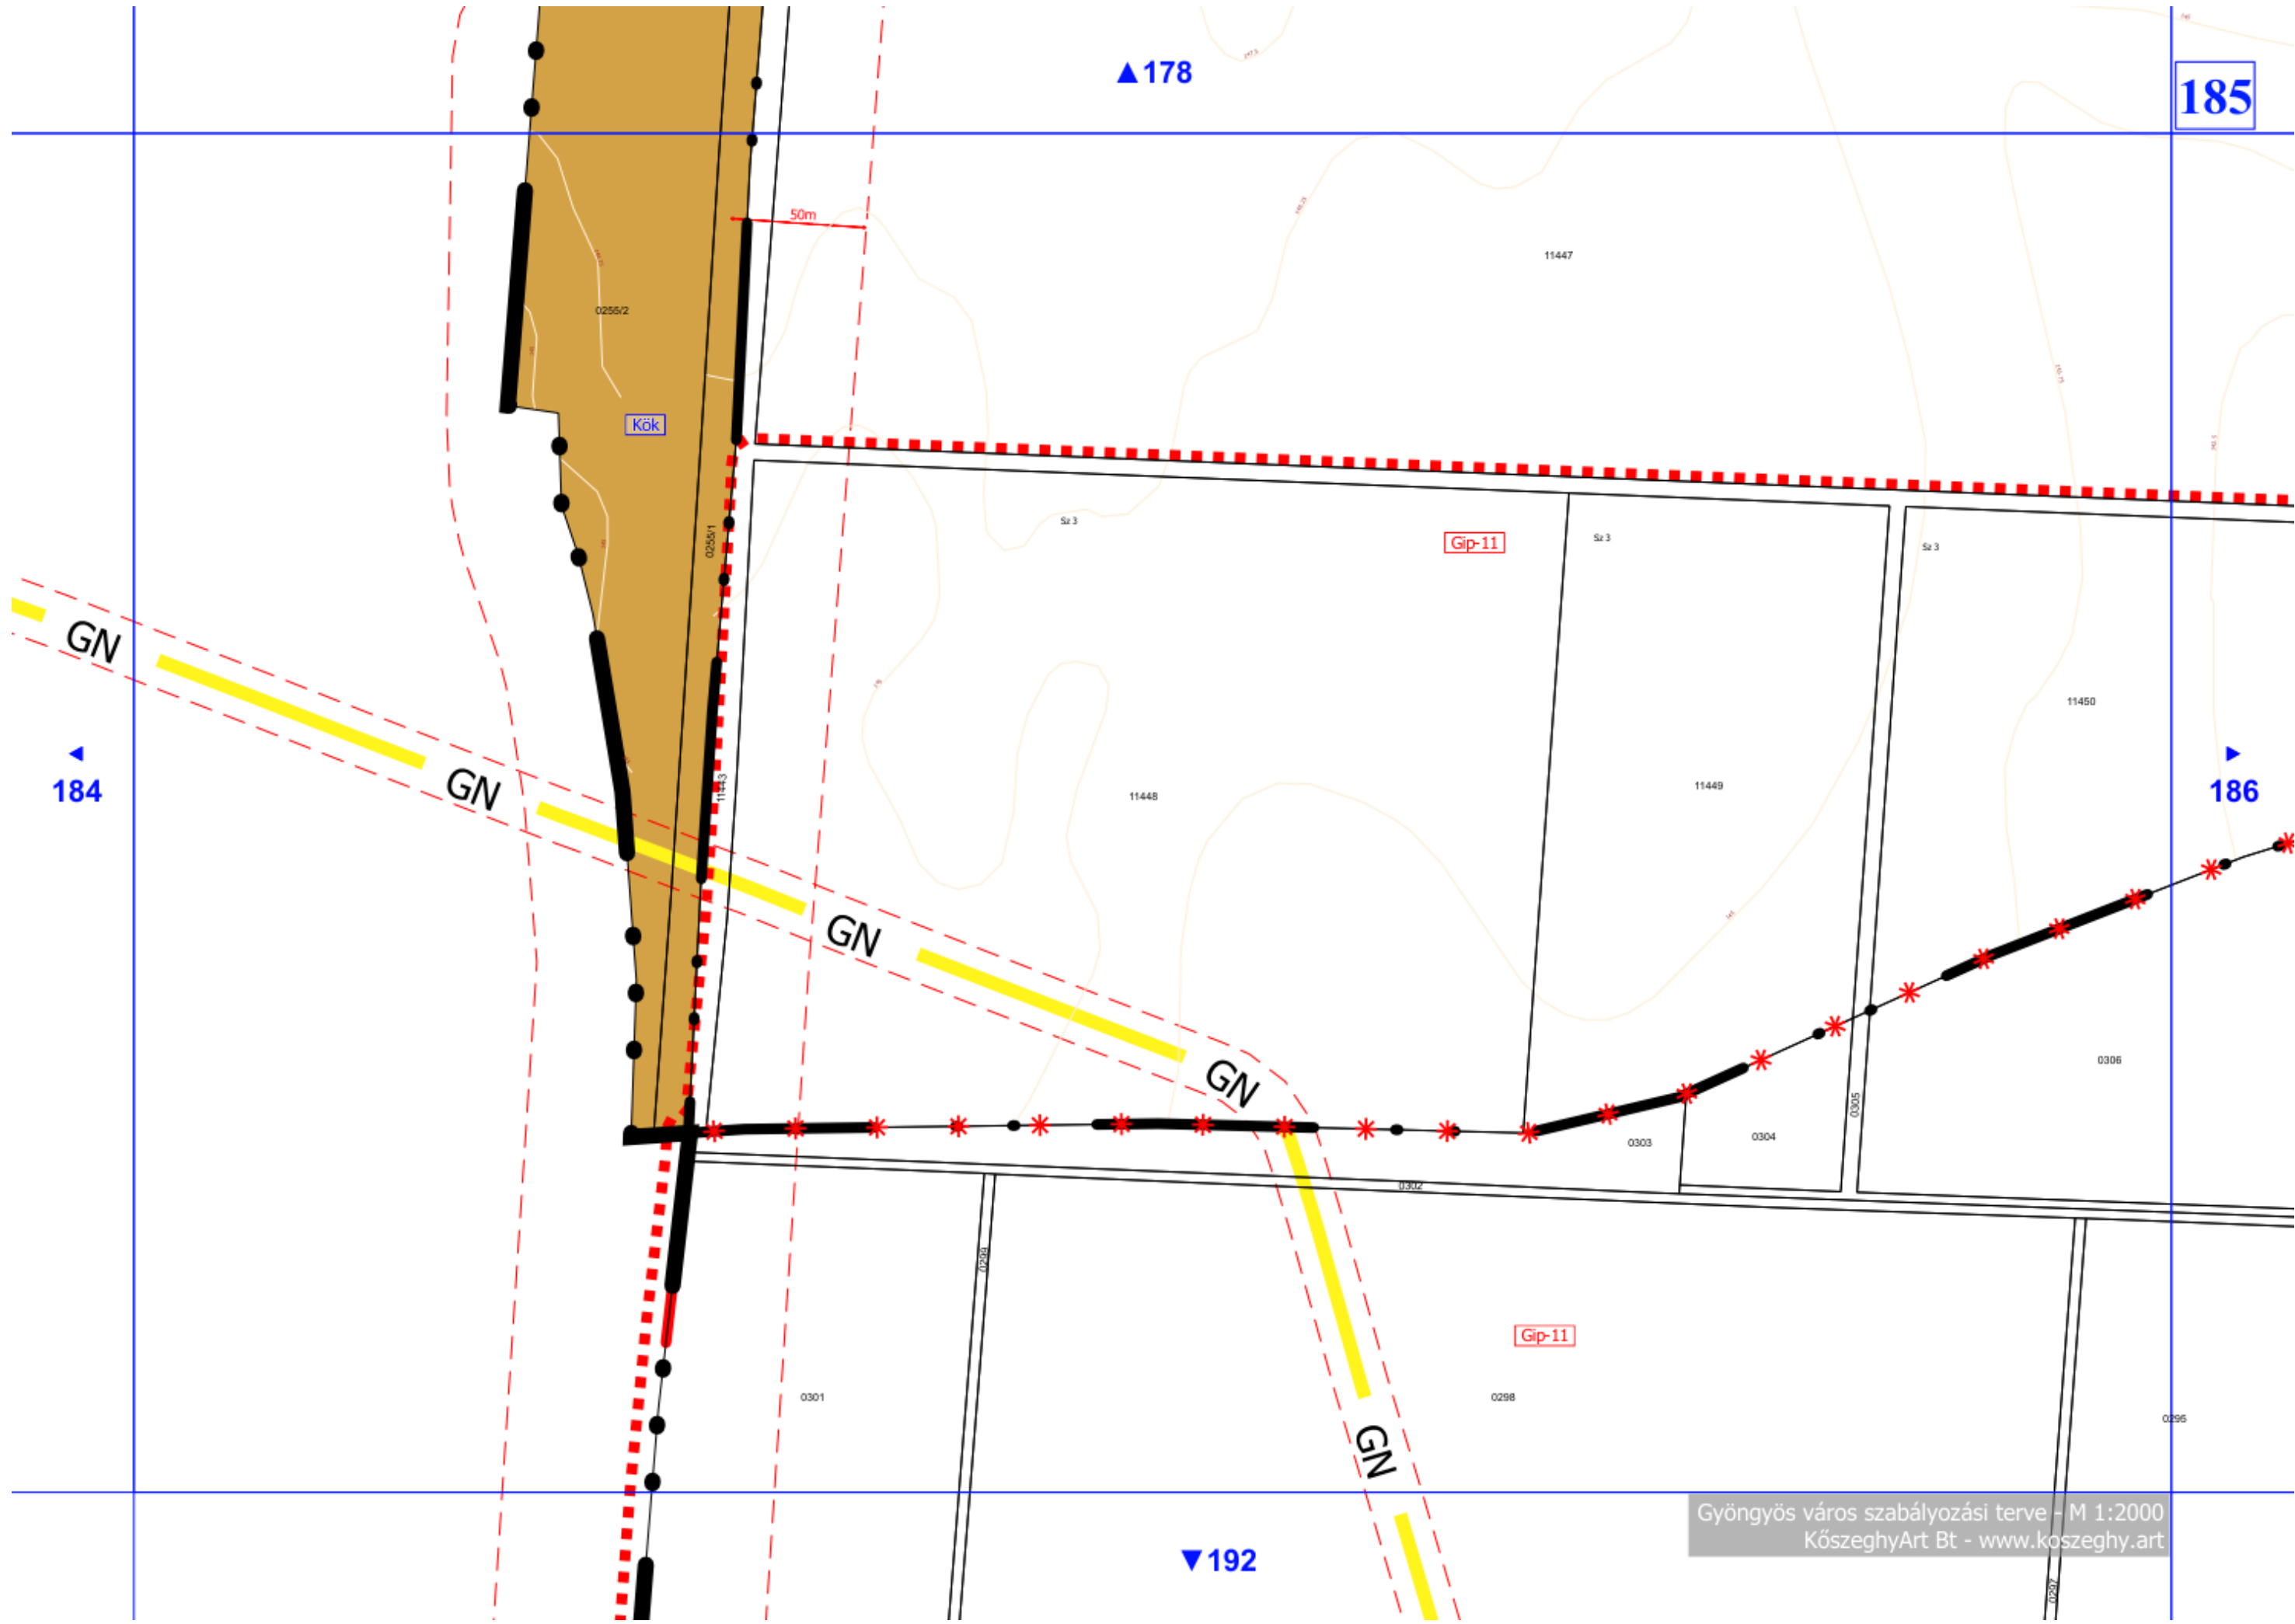 ▲178
185
50m
11447
0255/2
Kök
Sz 3
Gip-11
Sz 3
Sz 3
0255/1
GN
11450
◄
184
GN
11443
11448
11449
►
186
GN
GN
0306
0305
0303
0304
0302
0299
Gip-11
0301
0298
0295
GN
Gyöngyös város szabályozási terve - M 1:2000
KőszeghyArt Bt - www.koszeghy.art
▼192
0297